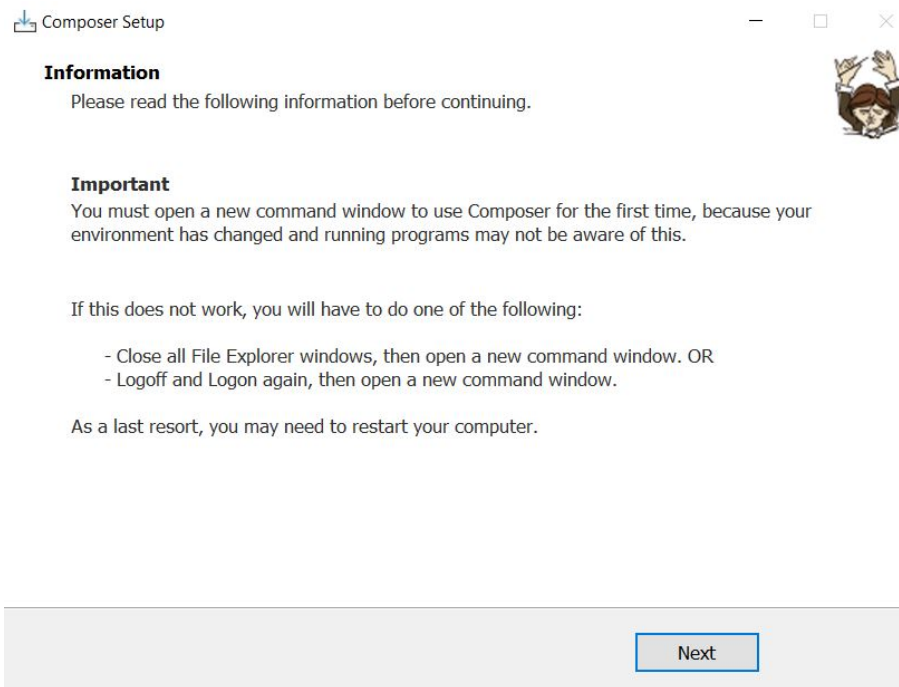 Composer Setup
Information
Please read the following information before continuing.
Important
You must open a new command window to use Composer for the first time, because your
environment has changed and running programs may not be aware of this.
If this does not work, you will have to do one of the following:
- Close all File Explorer windows, then open a new command window. OR
- Logoff and Logon again, then open a new command window.
As a last resort, you may need to restart your computer.
Next